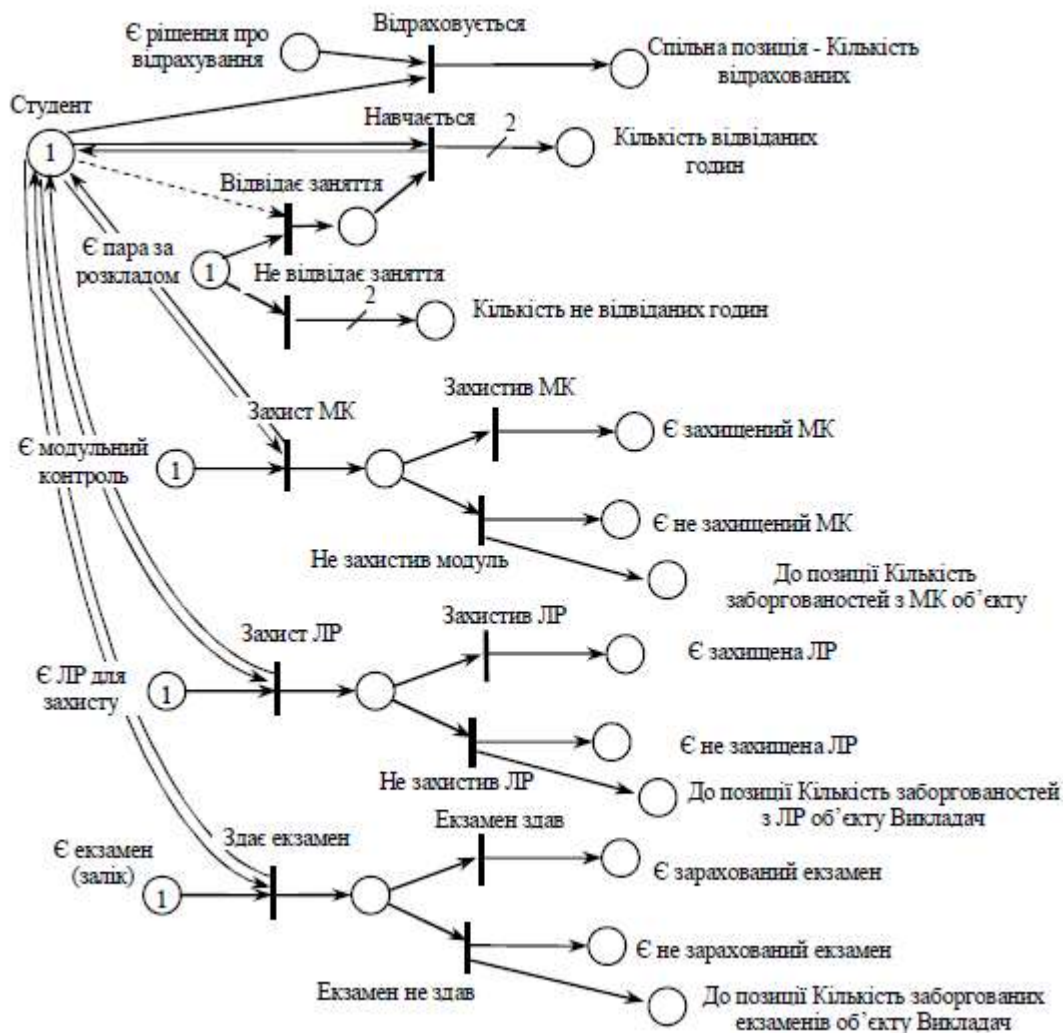 Є рішення про
відрахування
Відраховується
Спільна позиція - Кількість
відрахованих
Студент
1
Навчається
2
Кількість відвіданих
годин
Відвідає заняття
Є пара за
розкладом
1
Не відвідає заняття
2
Кількість не відвіданих годин
Захист МК
Захистив МК
Є захищений МК
Є модульний
контроль
1
Є не захищений МК
Не захистив модуль
До позиції Кількість
заборгованостей з МК об’єкту
Захист ЛР
Захистив ЛР
Є захищена ЛР
Є ЛР для
захисту
1
Є не захищена ЛР
Не захистив ЛР
До позиції Кількість заборгованостей
з ЛР об’єкту Викладач
Здає екзамен
Екзамен здав
Є екзамен
(залік)
1
Є зарахований екзамен
Є не зарахований екзамен
Екзамен не здав
До позиції Кількість заборгованих
екзаменів об’єкту Викладач